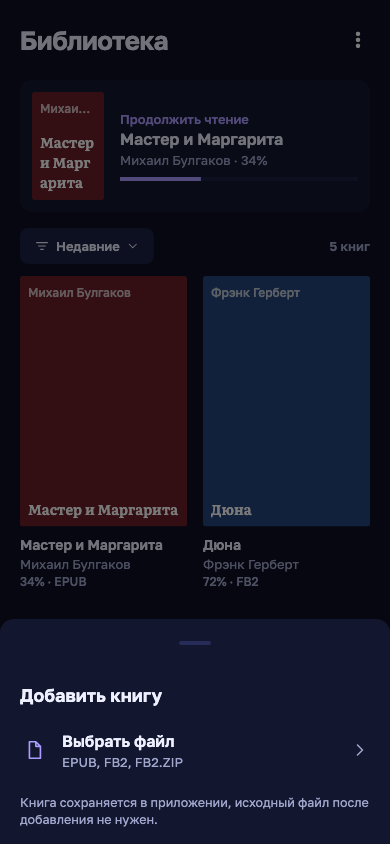 Библиотека
Михаи...
Мастер
и Марг
арита
Продолжить чтение
Мастер и Маргарита
Михаил Булгаков · 34%
Недавние
5 книг
Михаил Булгаков
Мастер и Маргарита
Фрэнк Герберт
Дюна
Мастер и Маргарита
Михаил Булгаков
34% · EPUB
Дюна
Фрэнк Герберт
72% · FB2
Добавить книгу
Выбрать файл
EPUB, FB2, FB2.ZIP
Книга сохраняется в приложении, исходный файл после
добавления не нужен.